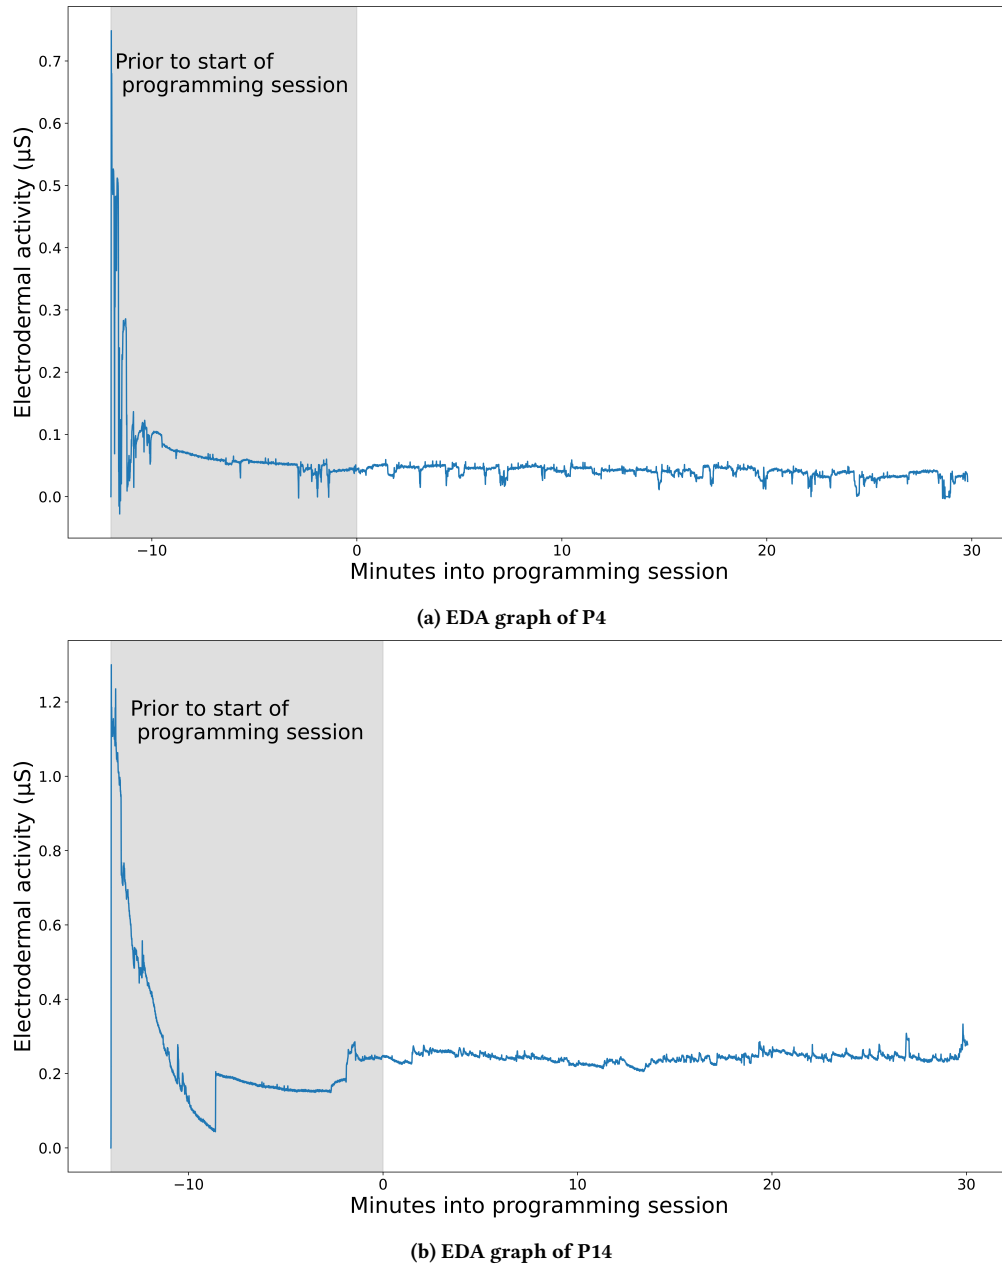 Prior to start of
programming session
Electrodermal activity (µS)
0.7
0.6
0.5
0.4
0.3
0.2
0.1
0.0
−10
0
10
20
30
Minutes into programming session
(a) EDA graph of P4
Prior to start of
programming session
Electrodermal activity (µS)
1.2
1.0
0.8
0.6
0.4
0.2
0.0
−10
0
10
20
30
Minutes into programming session
(b) EDA graph of P14